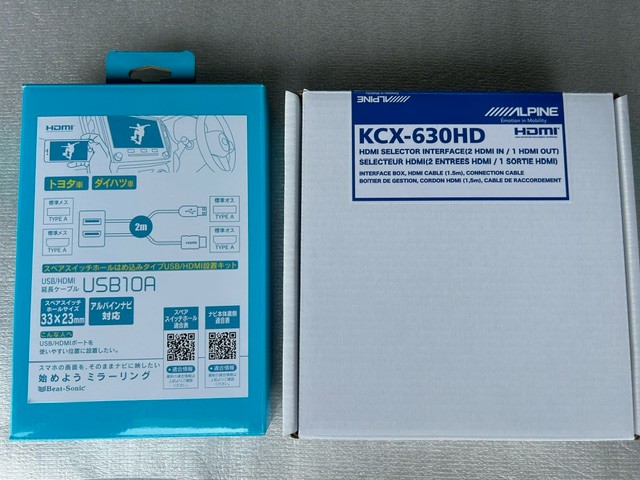 HDMI
トヨタ車 ダイハツ車
標準メス
TYPE A
標準オス
TYPE A
2m
標準メス
TYPE A
標準オス
TYPE A
スペアスイッチホールはめ込みタイプUSB/HDMI設置キット
USB/HDMI
延長ケーブル USB10A
スペアスイッチ
ホールサイズ
33×23mm
アルパインナビ
対応
こんな人へ
USB/HDMIポートを
使いやすい位置に設置したい。
スペア
スイッチホール
適合表
ナビ本体裏側
適合表
適合情報
適合情報
スマホの画面を、そのままナビに映したい
始めよう ミラーリング
Beat-Sonic
ALPINE
ALPINE
Emotion in Mobility
KCX-630HD HDMI
HDMI SELECTOR INTERFACE(2 HDMI IN / 1 HDMI OUT)
SELECTEUR HDMI(2 ENTREES HDMI / 1 SORTIE HDMI)
INTERFACE BOX, HDMI CABLE (1.5m), CONNECTION CABLE
BOITIER DE GESTION, CORDON HDMI (1,5m), CABLE DE RACCORDEMENT